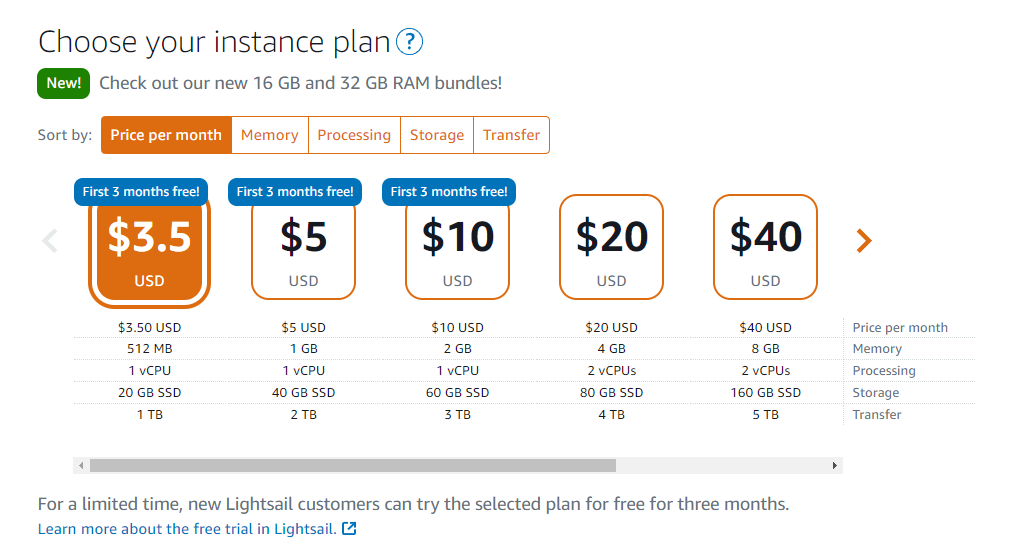 Choose your instance plan ?
New! Check out our new 16 GB and 32 GB RAM bundles!
Sort by: Price per month Memory Processing Storage Transfer
First 3 months free! First 3 months free! First 3 months free!
$3.5 $5 $10 $20 $40
USD USD USD USD USD
$3.50 USD $5 USD $10 USD $20 USD $40 USD Price per month
512 MB 1 GB 2 GB 4 GB 8 GB Memory
1 vCPU 1 vCPU 1 vCPU 2 vCPUs 2 vCPUs Processing
20 GB SSD 40 GB SSD 60 GB SSD 80 GB SSD 160 GB SSD Storage
1 TB 2 TB 3 TB 4 TB 5 TB Transfer
For a limited time, new Lightsail customers can try the selected plan for free for three months.
Learn more about the free trial in Lightsail.